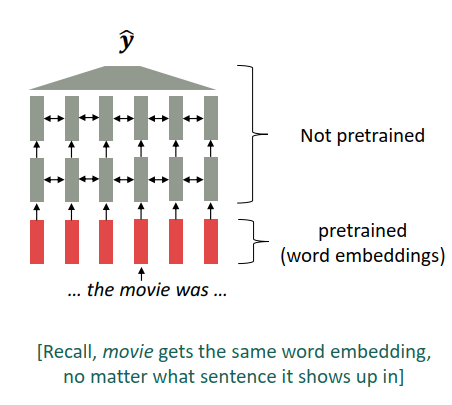 ŷ
Not pretrained
pretrained
(word embeddings)
... the movie was ...
[Recall, movie gets the same word embedding,
no matter what sentence it shows up in]